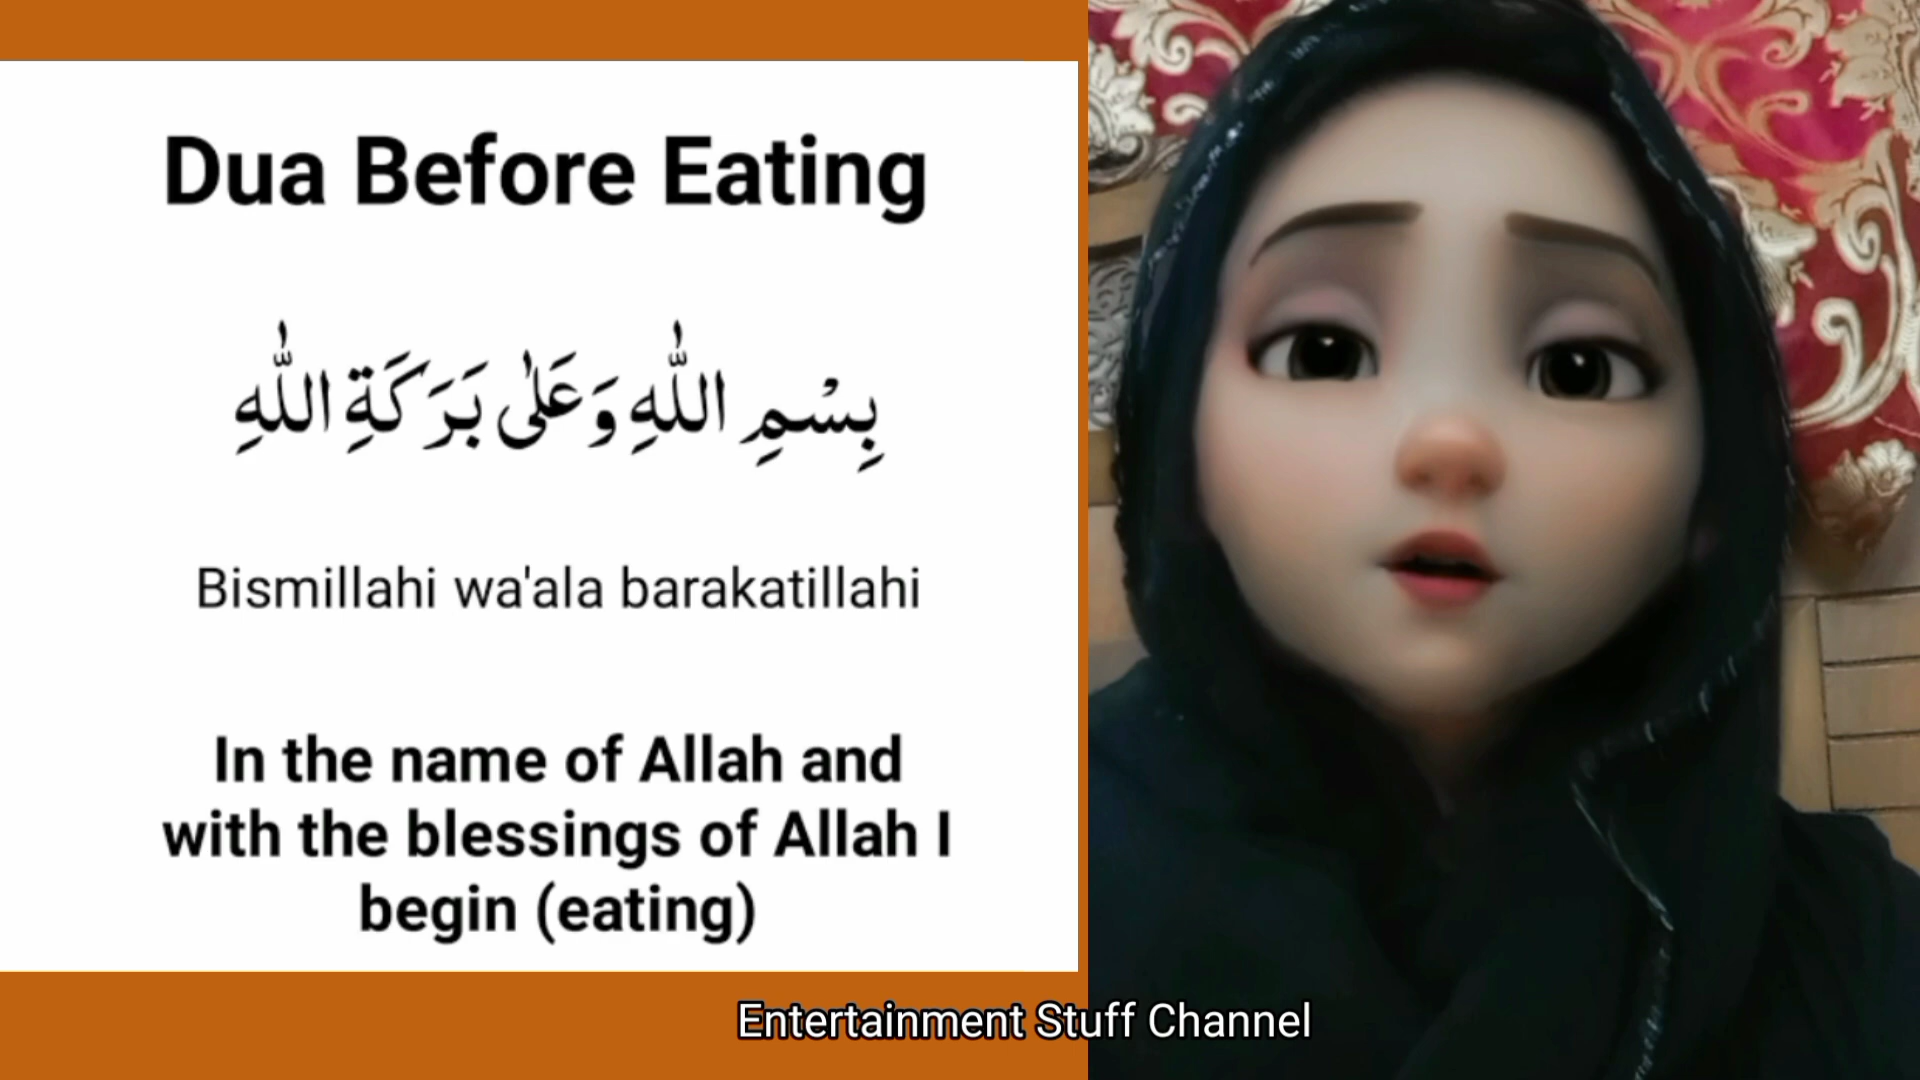 Dua Before Eating
بِسْمِ اللّٰهِ وَعَلٰى بَرَكَةِ اللّٰهِ
Bismillahi wa'ala barakatillahi
In the name of Allah and
with the blessings of Allah I
begin (eating)
Entertainment Stuff Channel